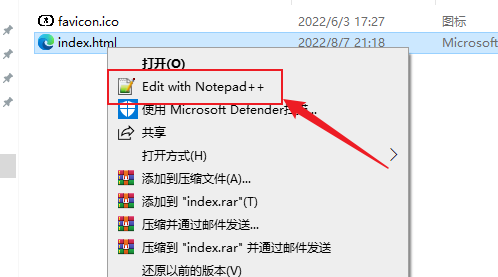 favicon.ico 2022/6/3 17:27 图标
index.html 2022/8/7 21:18 Microsoft
打开(O)
Edit with Notepad++
使用 Microsoft Defender扫描...
共享
打开方式(H)
添加到压缩文件(A)...
添加到 "index.rar"(T)
压缩并通过邮件发送...
压缩到 "index.rar" 并通过邮件发送
还原以前的版本(V)